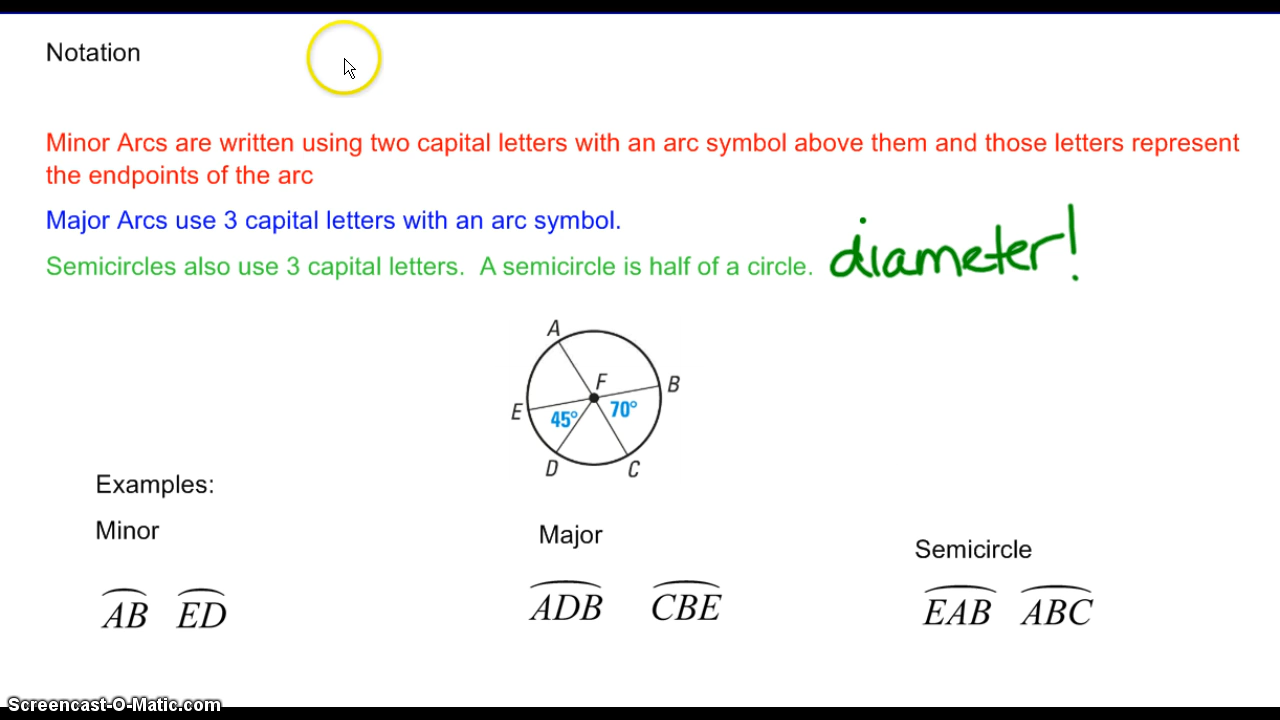 Notation
Minor Arcs are written using two capital letters with an arc symbol above them and those letters represent
the endpoints of the arc
Major Arcs use 3 capital letters with an arc symbol.
Semicircles also use 3 capital letters.  A semicircle is half of a circle. diameter!
A
F
B
E
45°
70°
D
C
Examples:
Minor
Major
Semicircle
AB ED
ADB CBE
EAB ABC
Screencast-O-Matic.com